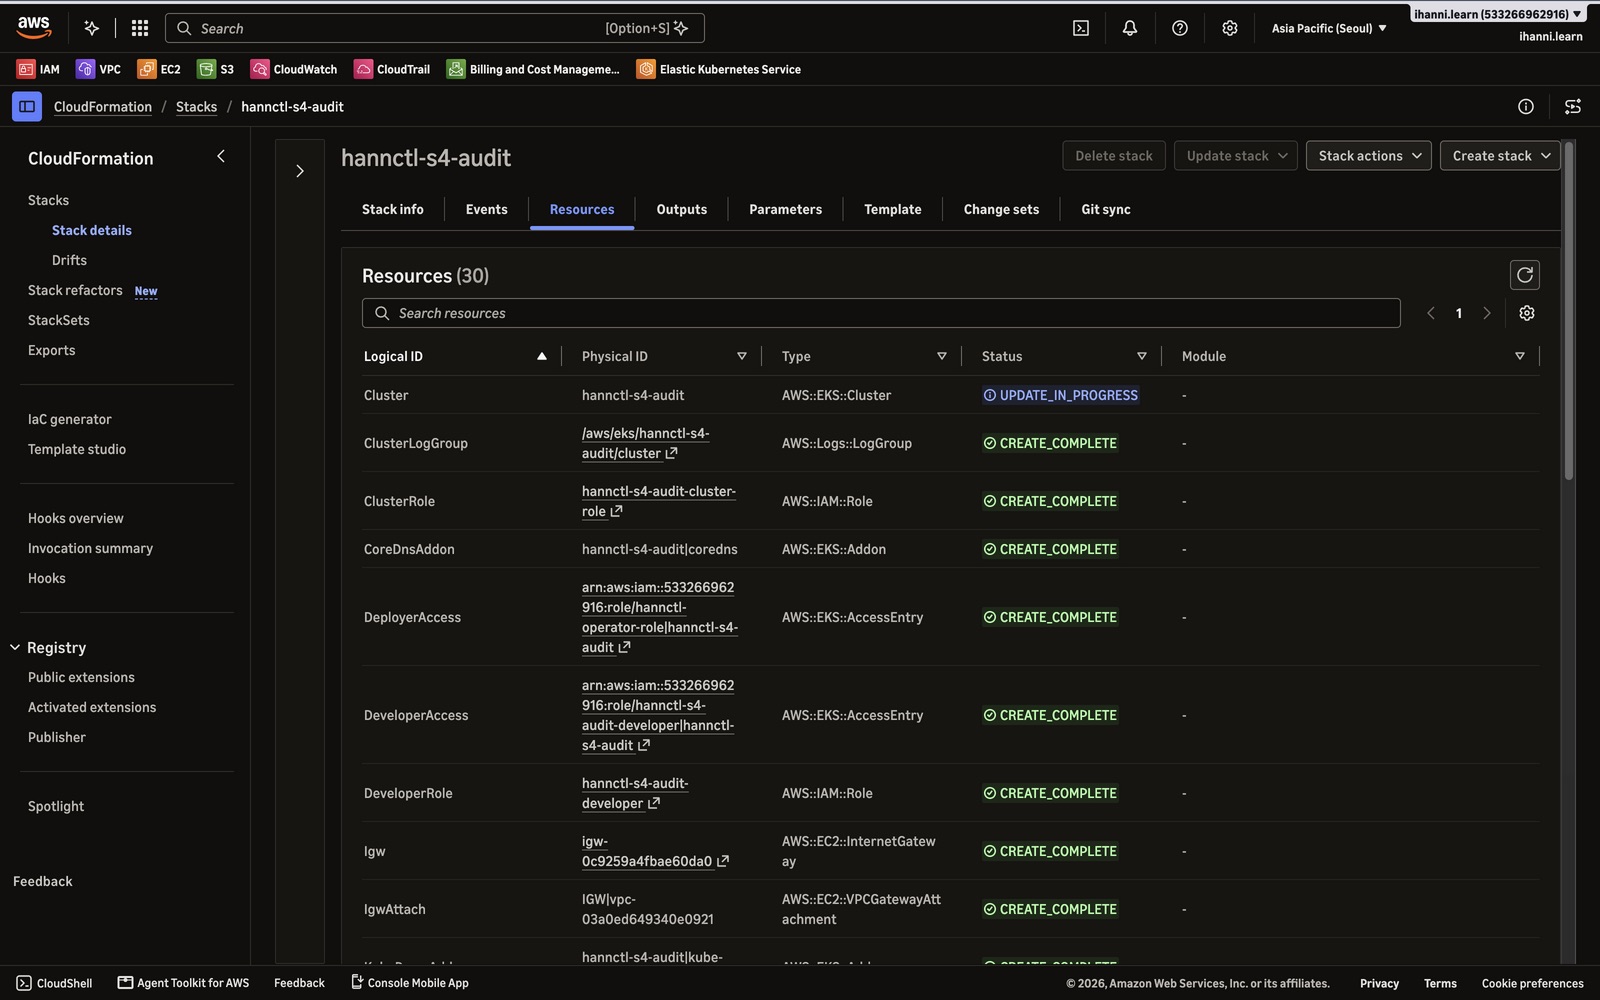 aws
Search
[Option+S]
Asia Pacific (Seoul) ▼
ihanni.learn (533266962916) ▼
ihanni.learn
IAM
VPC
EC2
S3
CloudWatch
CloudTrail
Billing and Cost Manageme...
Elastic Kubernetes Service
CloudFormation / Stacks / hannctl-s4-audit
CloudFormation
Stacks
Stack details
Drifts
Stack refactors New
StackSets
Exports
IaC generator
Template studio
Hooks overview
Invocation summary
Hooks
Registry
Public extensions
Activated extensions
Publisher
Spotlight
Feedback
hannctl-s4-audit
Delete stack
Update stack
Stack actions
Create stack
Stack info
Events
Resources
Outputs
Parameters
Template
Change sets
Git sync
Resources (30)
Search resources
1
Logical ID
Physical ID
Type
Status
Module
Cluster
hannctl-s4-audit
AWS::EKS::Cluster
UPDATE_IN_PROGRESS
-
ClusterLogGroup
/aws/eks/hannctl-s4-
audit/cluster
AWS::Logs::LogGroup
CREATE_COMPLETE
-
ClusterRole
hannctl-s4-audit-cluster-
role
AWS::IAM::Role
CREATE_COMPLETE
-
CoreDnsAddon
hannctl-s4-audit|coredns
AWS::EKS::Addon
CREATE_COMPLETE
-
DeployerAccess
arn:aws:iam::533266962
916:role/hannctl-
operator-role|hannctl-s4-
audit
AWS::EKS::AccessEntry
CREATE_COMPLETE
-
DeveloperAccess
arn:aws:iam::533266962
916:role/hannctl-s4-
audit-developer|hannctl-
s4-audit
AWS::EKS::AccessEntry
CREATE_COMPLETE
-
DeveloperRole
hannctl-s4-audit-
developer
AWS::IAM::Role
CREATE_COMPLETE
-
Igw
igw-
0c9259a4fbae60da0
AWS::EC2::InternetGatew
ay
CREATE_COMPLETE
-
IgwAttach
IGW|vpc-
03a0ed649340e0921
AWS::EC2::VPCGatewayAtt
achment
CREATE_COMPLETE
-
hannctl-s4-audit|kube-
CloudShell
Agent Toolkit for AWS
Feedback
Console Mobile App
© 2026, Amazon Web Services, Inc. or its affiliates.
Privacy
Terms
Cookie preferences